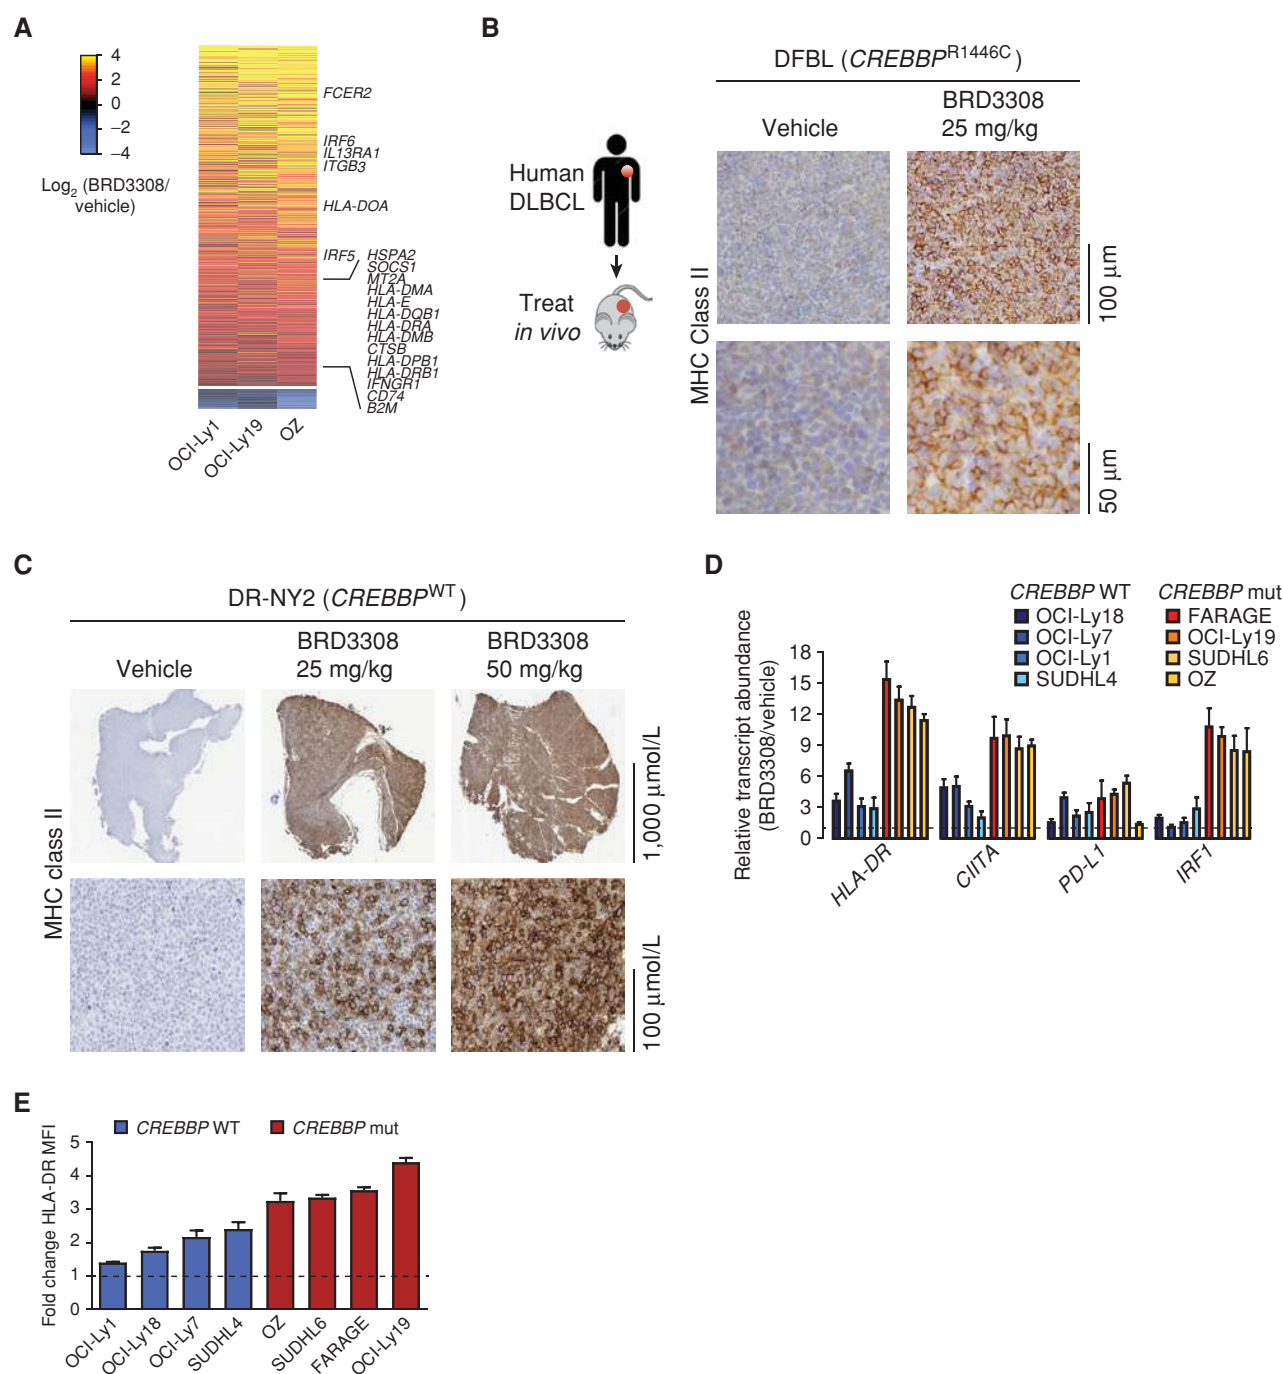 A
4
2
0
−2
−4
Log2 (BRD3308/
vehicle)
FCER2
IRF6
IL13RA1
ITGB3
HLA-DOA
IRF5
HSPA2
SOCS1
MT2A
HLA-DMA
HLA-E
HLA-DQB1
HLA-DRA
HLA-DMB
CTSB
HLA-DPB1
HLA-DRB1
IFNGR1
CD74
B2M
OCI-Ly1
OCI-Ly19
OZ
B
Human
DLBCL
Treat
in vivo
DFBL (CREBBPR1446C)
Vehicle
BRD3308
25 mg/kg
MHC Class II
100 μm
50 μm
C
DR-NY2 (CREBBPWT)
Vehicle
BRD3308
25 mg/kg
BRD3308
50 mg/kg
MHC class II
1,000 μmol/L
100 μmol/L
D
CREBBP WT
OCI-Ly18
OCI-Ly7
OCI-Ly1
SUDHL4
CREBBP mut
FARAGE
OCI-Ly19
SUDHL6
OZ
Relative transcript abundance
(BRD3308/vehicle)
18
15
12
9
6
3
0
HLA-DR
CIITA
PD-L1
IRF1
E
CREBBP WT
CREBBP mut
Fold change HLA-DR MFI
5
4
3
2
1
0
OCI-Ly1
OCI-Ly18
OCI-Ly7
SUDHL4
OZ
SUDHL6
FARAGE
OCI-Ly19